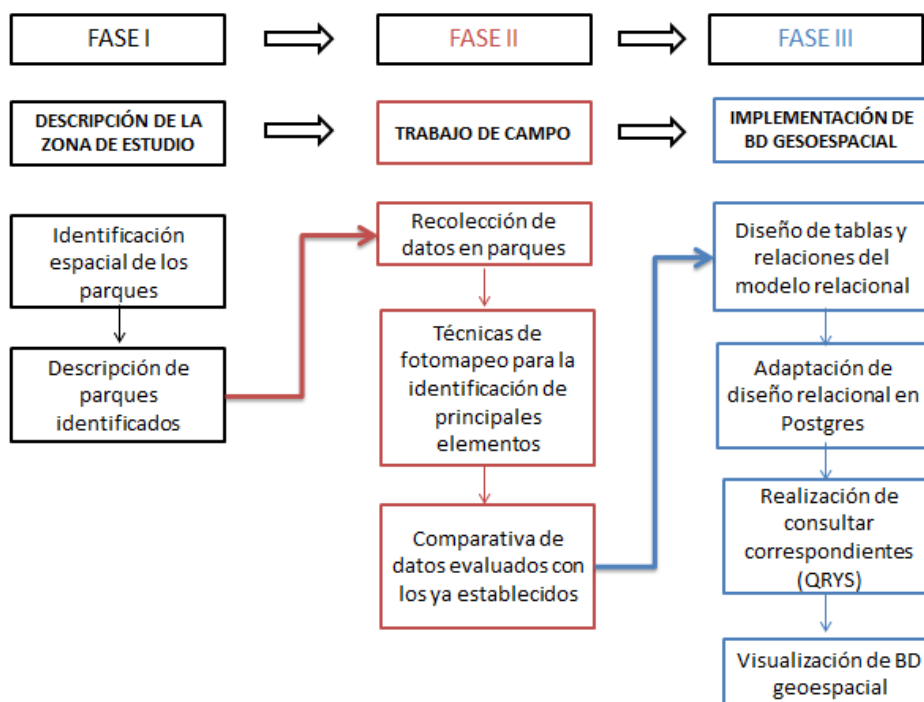 FASE I
FASE II
FASE III
DESCRIPCIÓN DE LA
ZONA DE ESTUDIO
TRABAJO DE CAMPO
IMPLEMENTACIÓN DE
BD GESOESPACIAL
Identificación
espacial de los
parques
Descripción de
parques
identificados
Recolección de
datos en parques
Técnicas de
fotomapeo para la
identificación de
principales
elementos
Comparativa de
datos evaluados con
los ya establecidos
Diseño de tablas y
relaciones del
modelo relacional
Adaptación de
diseño relacional en
Postgres
Realización de
consultar
correspondientes
(QRYS)
Visualización de BD
geoespacial